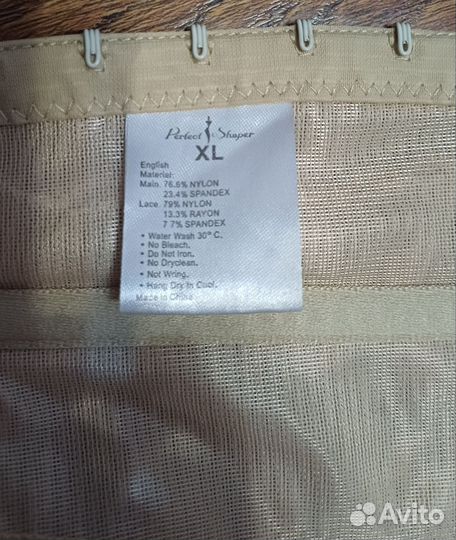 Perfect Shaper
XL
English
Material:
Main. 76.6% NYLON
23.4% SPANDEX
Lace. 79% NYLON
13.3% RAYON
7.7% SPANDEX
• Water Wash 30° C.
• No Bleach.
• Do Not Iron.
• No Dryclean.
• Not Wring.
• Hang Dry In Cool.
Made in China
Avito